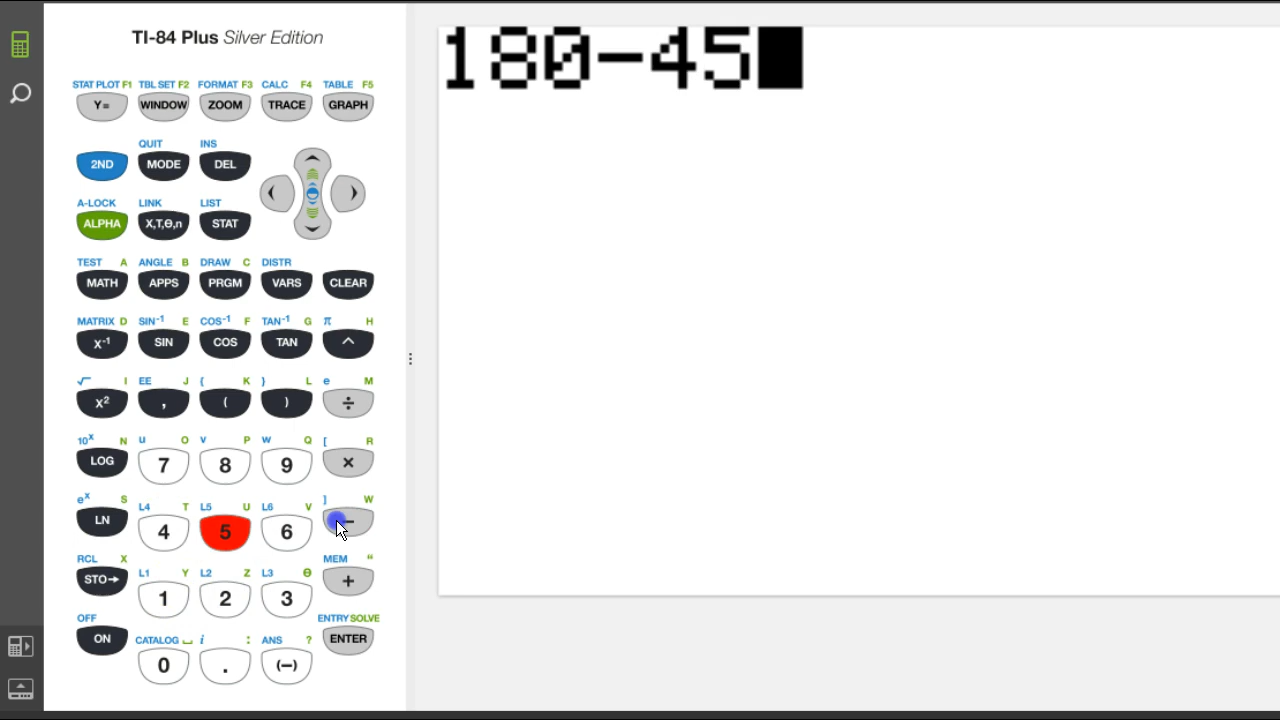 TI-84 Plus Silver Edition
180-45
STAT PLOT F1 TBL SET F2 FORMAT F3 CALC F4 TABLE F5
Y= WINDOW ZOOM TRACE GRAPH
QUIT INS
2ND MODE DEL
A-LOCK LINK LIST
ALPHA X,T,Θ,n STAT
TEST A ANGLE B DRAW C DISTR
MATH APPS PRGM VARS CLEAR
MATRIX D SIN⁻¹ E COS⁻¹ F TAN⁻¹ G π H
X⁻¹ SIN COS TAN ^
√ I EE J { K } L e M
X² , ( ) ÷
10ˣ N u O v P w Q [ R
LOG 7 8 9 ×
eˣ S L4 T L5 U L6 V ] W
LN 4 5 6 −
RCL X L1 Y L2 Z L3 Θ MEM “
STO→ 1 2 3 +
OFF CATALOG ⎵ i : ANS ? ENTRY SOLVE
ON 0 . (−) ENTER